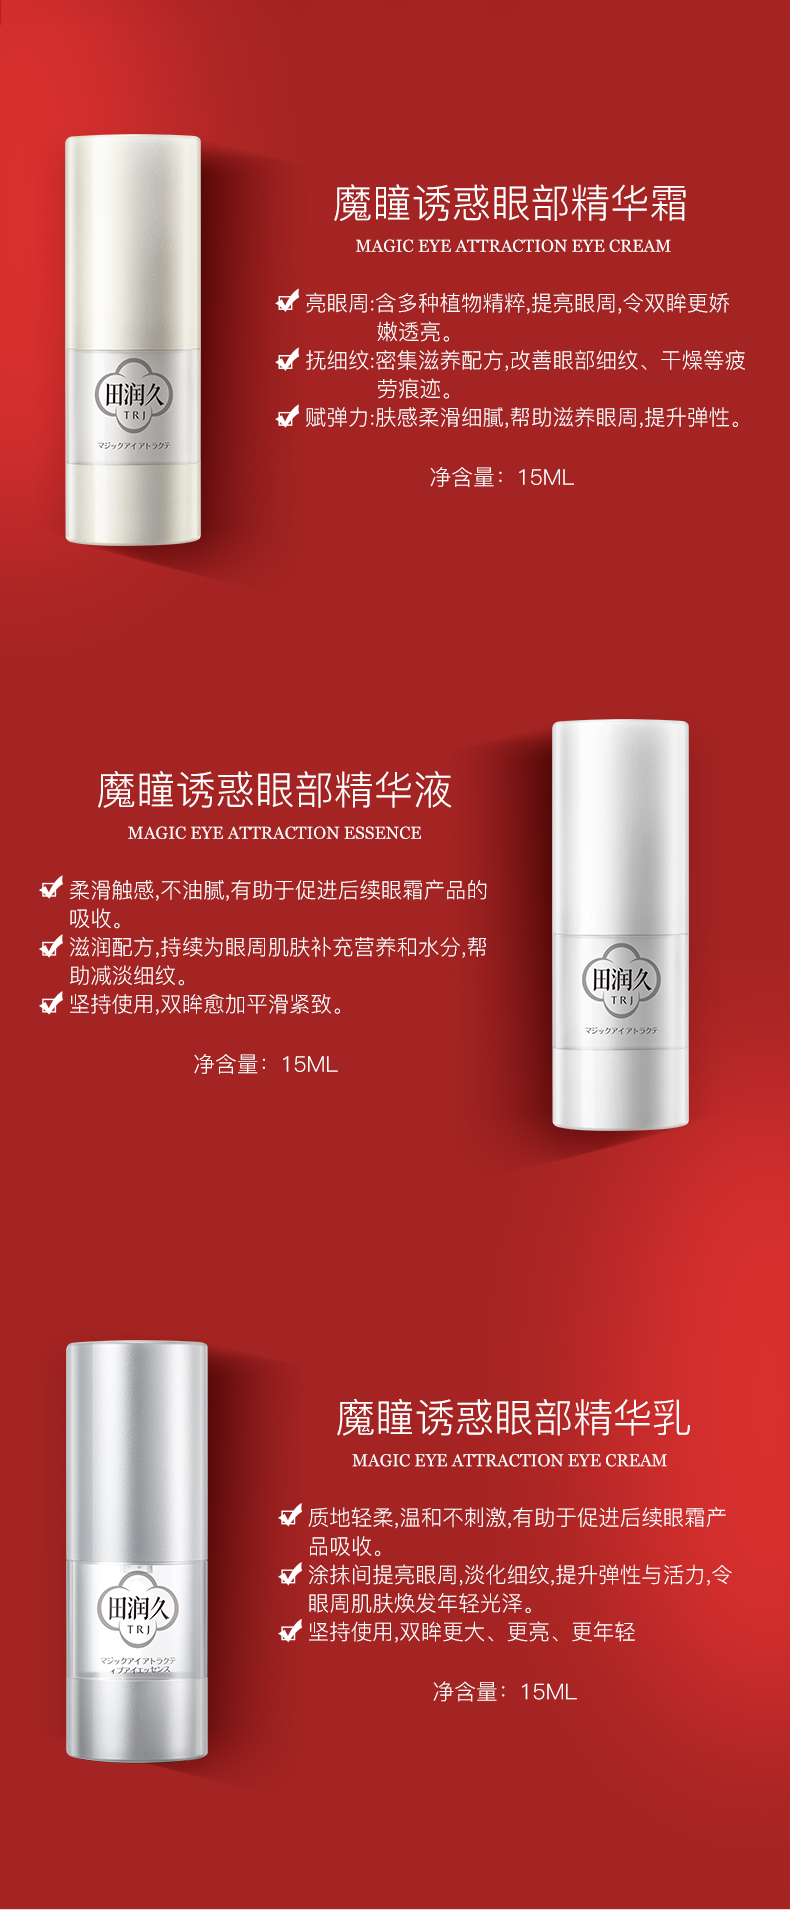 魔瞳诱惑眼部精华霜
MAGIC EYE ATTRACTION EYE CREAM
亮眼周:含多种植物精粹,提亮眼周,令双眸更娇
嫩透亮。
抚细纹:密集滋养配方,改善眼部细纹、干燥等疲
劳痕迹。
赋弹力:肤感柔滑细腻,帮助滋养眼周,提升弹性。
净含量：15ML
田润久
TRJ
マジックアイアトラクテ
魔瞳诱惑眼部精华液
MAGIC EYE ATTRACTION ESSENCE
柔滑触感,不油腻,有助于促进后续眼霜产品的
吸收。
滋润配方,持续为眼周肌肤补充营养和水分,帮
助减淡细纹。
坚持使用,双眸愈加平滑紧致。
净含量：15ML
田润久
TRJ
マジックアイアトラクテ
魔瞳诱惑眼部精华乳
MAGIC EYE ATTRACTION EYE CREAM
质地轻柔,温和不刺激,有助于促进后续眼霜产
品吸收。
涂抹间提亮眼周,淡化细纹,提升弹性与活力,令
眼周肌肤焕发年轻光泽。
坚持使用,双眸更大、更亮、更年轻
净含量：15ML
田润久
TRJ
マジックアイアトラクテ
ィブアイエッセンス